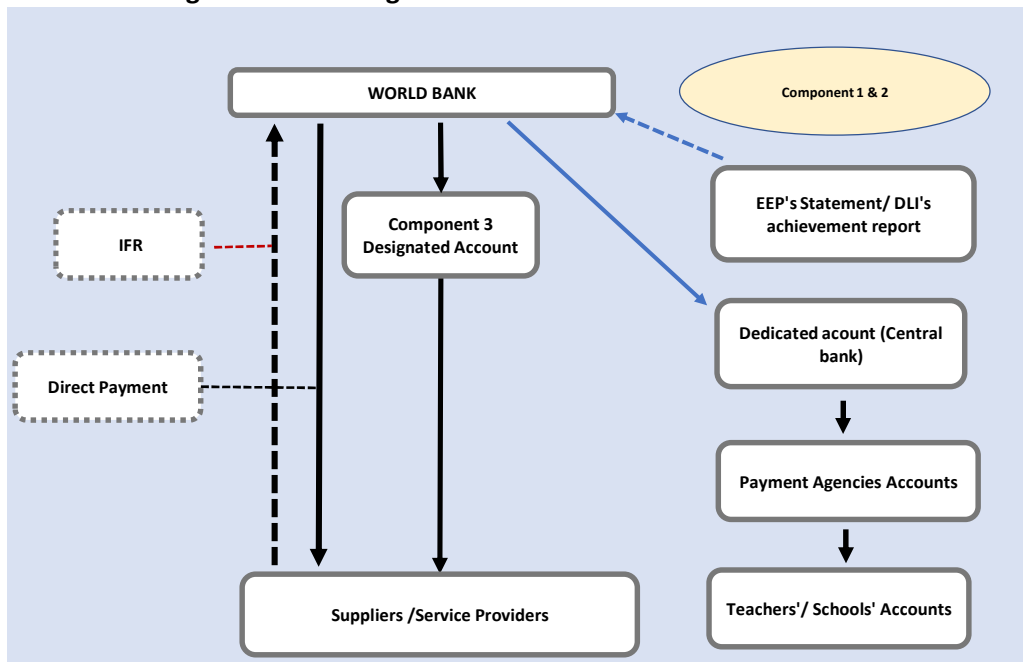 WORLD BANK
Component 1 & 2
EEP's Statement/ DLI's
achievement report
Component 3
Designated Account
IFR
Dedicated acount (Central
bank)
Direct Payment
Payment Agencies Accounts
Suppliers /Service Providers
Teachers'/ Schools' Accounts